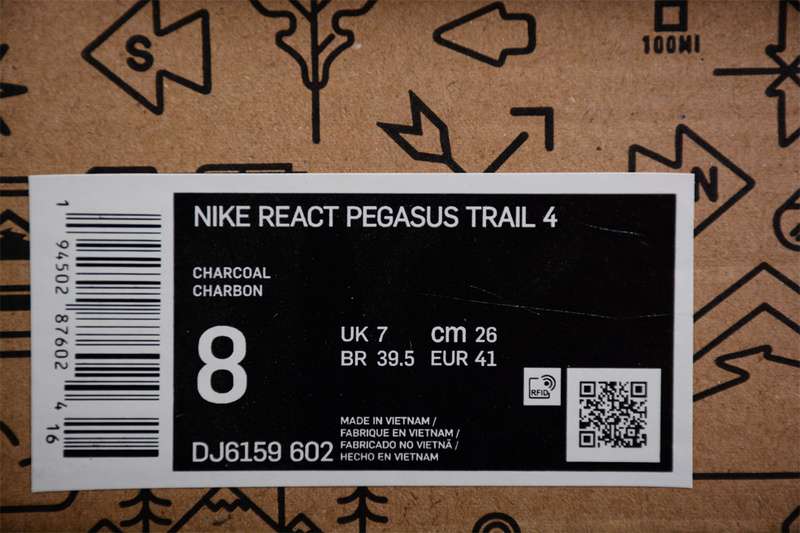 S
100MI
N
NIKE REACT PEGASUS TRAIL 4
CHARCOAL
CHARBON
8
UK 7 cm 26
BR 39.5 EUR 41
RFID
MADE IN VIETNAM /
FABRIQUE EN VIETNAM /
FABRICADO NO VIETNÃ /
HECHO EN VIETNAM
DJ6159 602
1 94502 87602 4 16